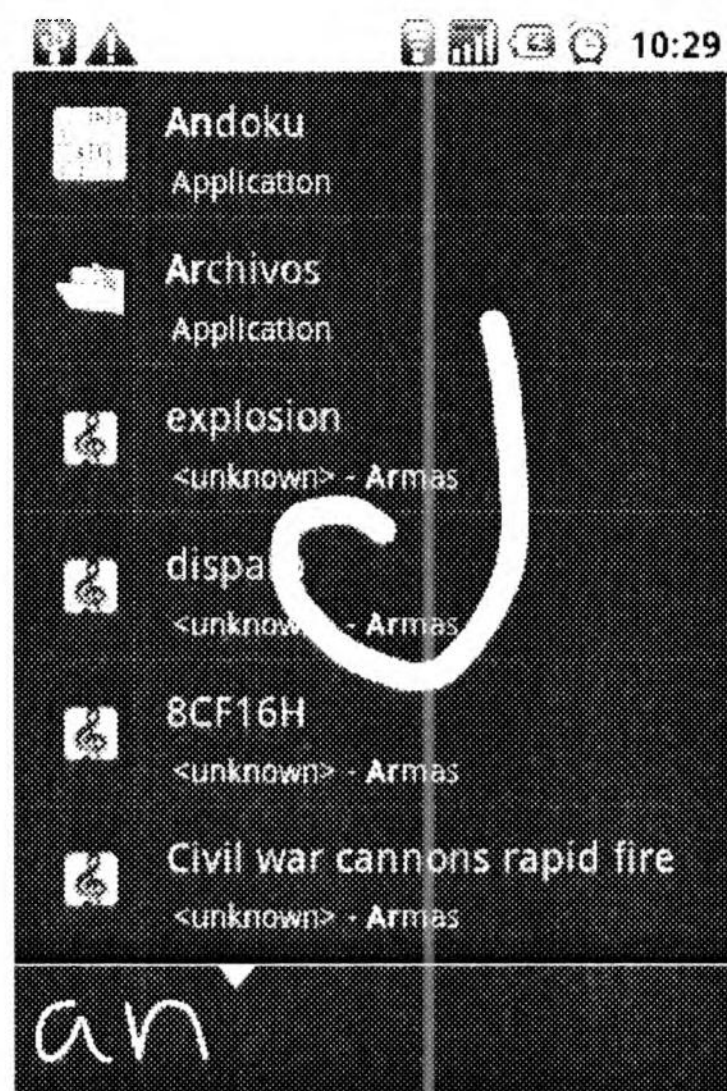 10:29
Andoku
Application
Archivos
Application
explosion
<unknown> - Armas
- Armas
8CF16H
<unknown> - Armas
Civil war cannons rapid fire
<unknown> - Armas
an